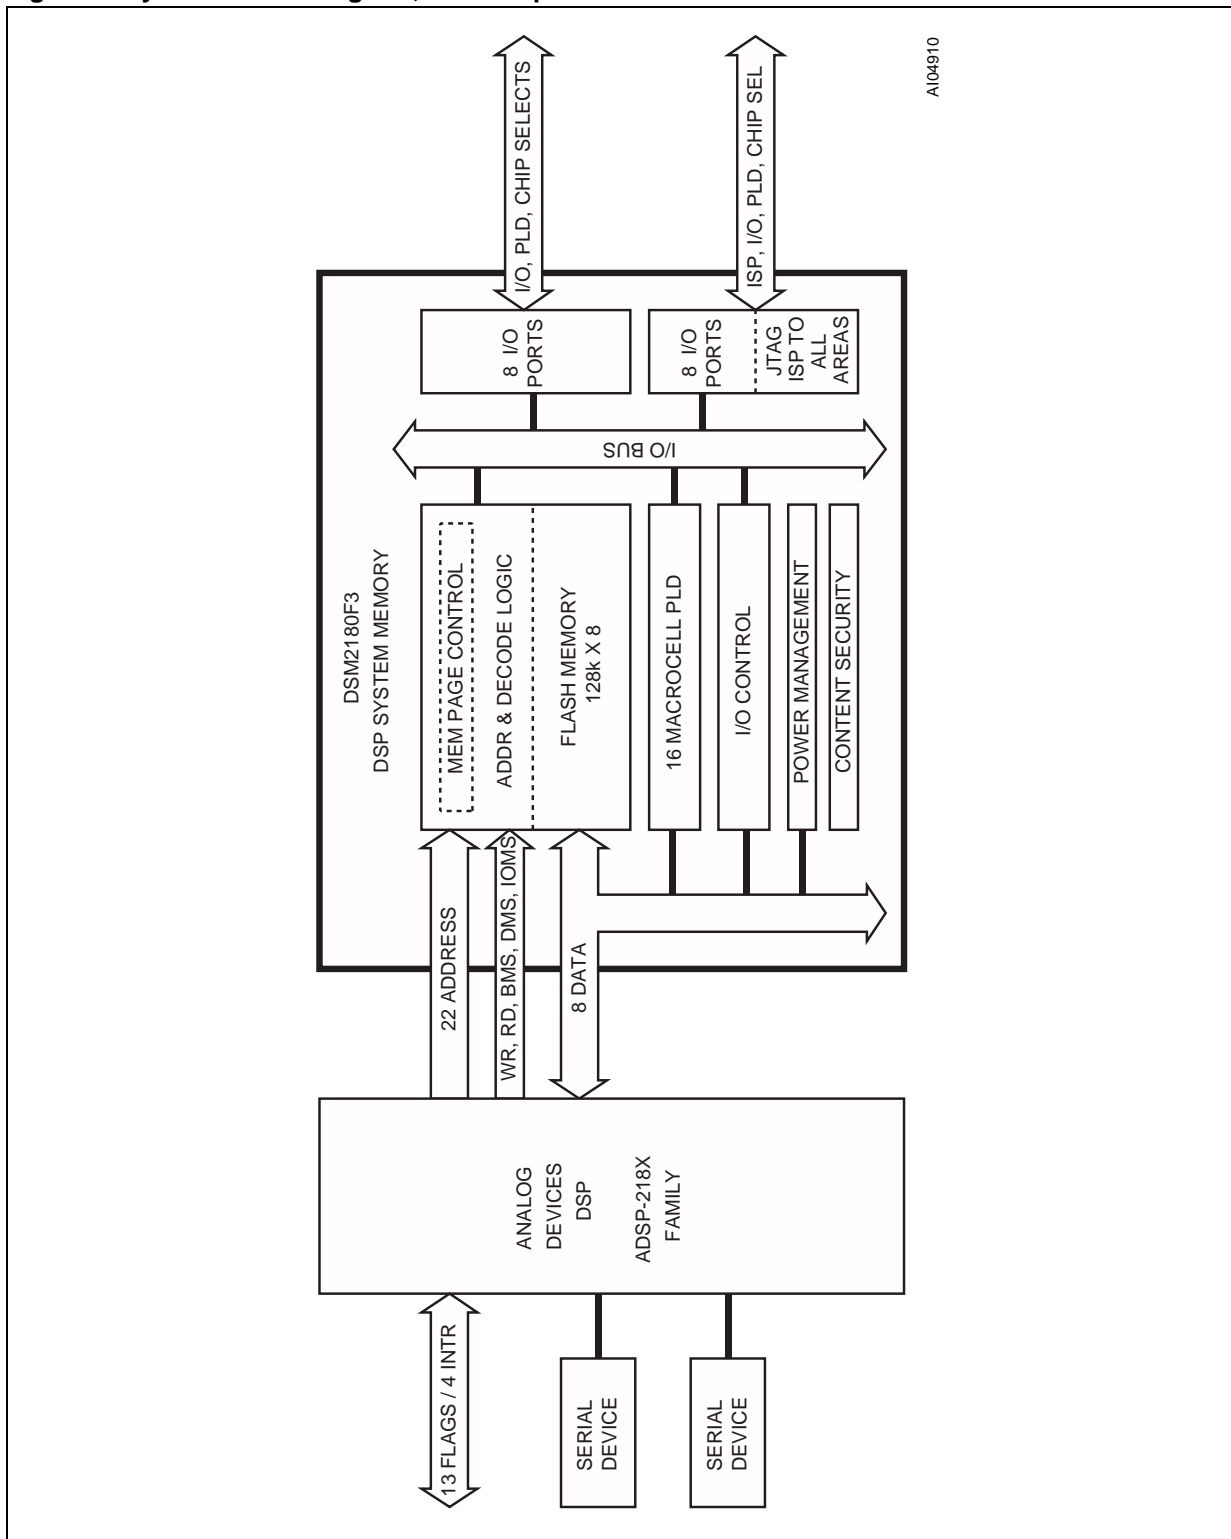 13 FLAGS / 4 INTR
SERIAL
DEVICE
SERIAL
DEVICE
ANALOG
DEVICES
DSP
ADSP-218X
FAMILY
22 ADDRESS
WR, RD, BMS, DMS, IOMS
8 DATA
DSM2180F3
DSP SYSTEM MEMORY
MEM PAGE CONTROL
ADDR & DECODE LOGIC
FLASH MEMORY
128k X 8
16 MACROCELL PLD
I/O CONTROL
POWER MANAGEMENT
CONTENT SECURITY
I/O BUS
8 I/O
PORTS
8 I/O
PORTS
JTAG
ISP TO
ALL
AREAS
I/O, PLD, CHIP SELECTS
ISP, I/O, PLD, CHIP SEL
AI04910